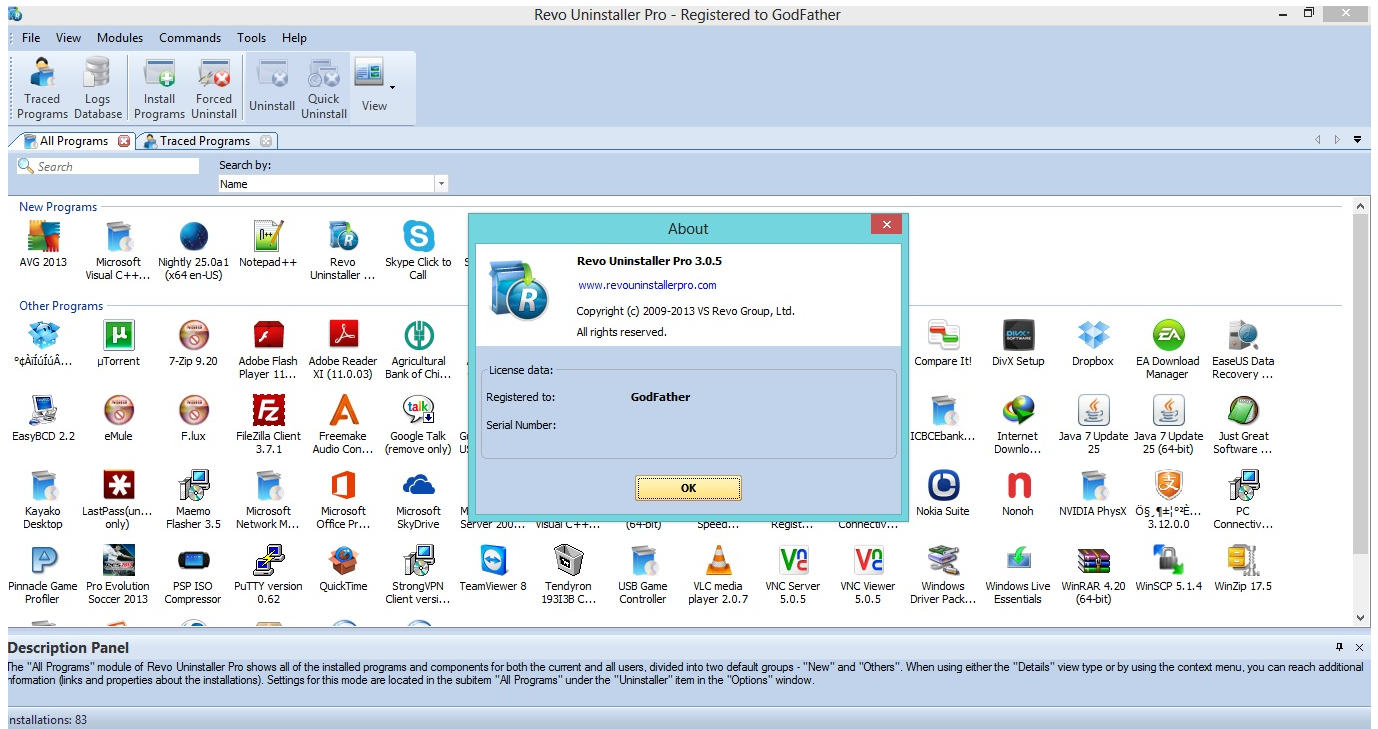 Revo Uninstaller Pro - Registered to GodFather
File View Modules Commands Tools Help
Traced Programs
Logs Database
Install Programs
Forced Uninstall
Uninstall
Quick Uninstall
View
All Programs
Traced Programs
Search
Search by:
Name
New Programs
AVG 2013
Microsoft Visual C++...
Nightly 25.0a1 (x64 en-US)
Notepad++
Revo Uninstaller ...
Skype Click to Call
Other Programs
µTorrent
7-Zip 9.20
Adobe Flash Player 11...
Adobe Reader XI (11.0.03)
Agricultural Bank of Chi...
Compare It!
DivX Setup
Dropbox
EA Download Manager
EaseUS Data Recovery ...
EasyBCD 2.2
eMule
F.lux
FileZilla Client 3.7.1
Freemake Audio Con...
Google Talk (remove only)
ICBCEbank...
Internet Downlo...
Java 7 Update 25
Java 7 Update 25 (64-bit)
Just Great Software ...
Kayako Desktop
LastPass(un... only)
Maemo Flasher 3.5
Microsoft Network M...
Microsoft Office Pr...
Microsoft SkyDrive
Server 200...
Visual C++...
(64-bit)
Speed...
Regist...
Connectiv...
Nokia Suite
Nonoh
NVIDIA PhysX
3.12.0.0
PC Connectiv...
Pinnacle Game Profiler
Pro Evolution Soccer 2013
PSP ISO Compressor
PuTTY version 0.62
QuickTime
StrongVPN Client versi...
TeamViewer 8
Tendyron 193I3B C...
USB Game Controller
VLC media player 2.0.7
VNC Server 5.0.5
VNC Viewer 5.0.5
Windows Driver Pack...
Windows Live Essentials
WinRAR 4.20 (64-bit)
WinSCP 5.1.4
WinZip 17.5
About
Revo Uninstaller Pro 3.0.5
www.revouninstallerpro.com
Copyright (c) 2009-2013 VS Revo Group, Ltd.
All rights reserved.
License data:
Registered to: GodFather
Serial Number:
OK
Description Panel
The "All Programs" module of Revo Uninstaller Pro shows all of the installed programs and components for both the current and all users, divided into two default groups - "New" and "Others". When using either the "Details" view type or by using the context menu, you can reach additional
nformation (links and properties about the installations). Settings for this mode are located in the subitem "All Programs" under the "Uninstaller" item in the "Options" window.
nstallations: 83